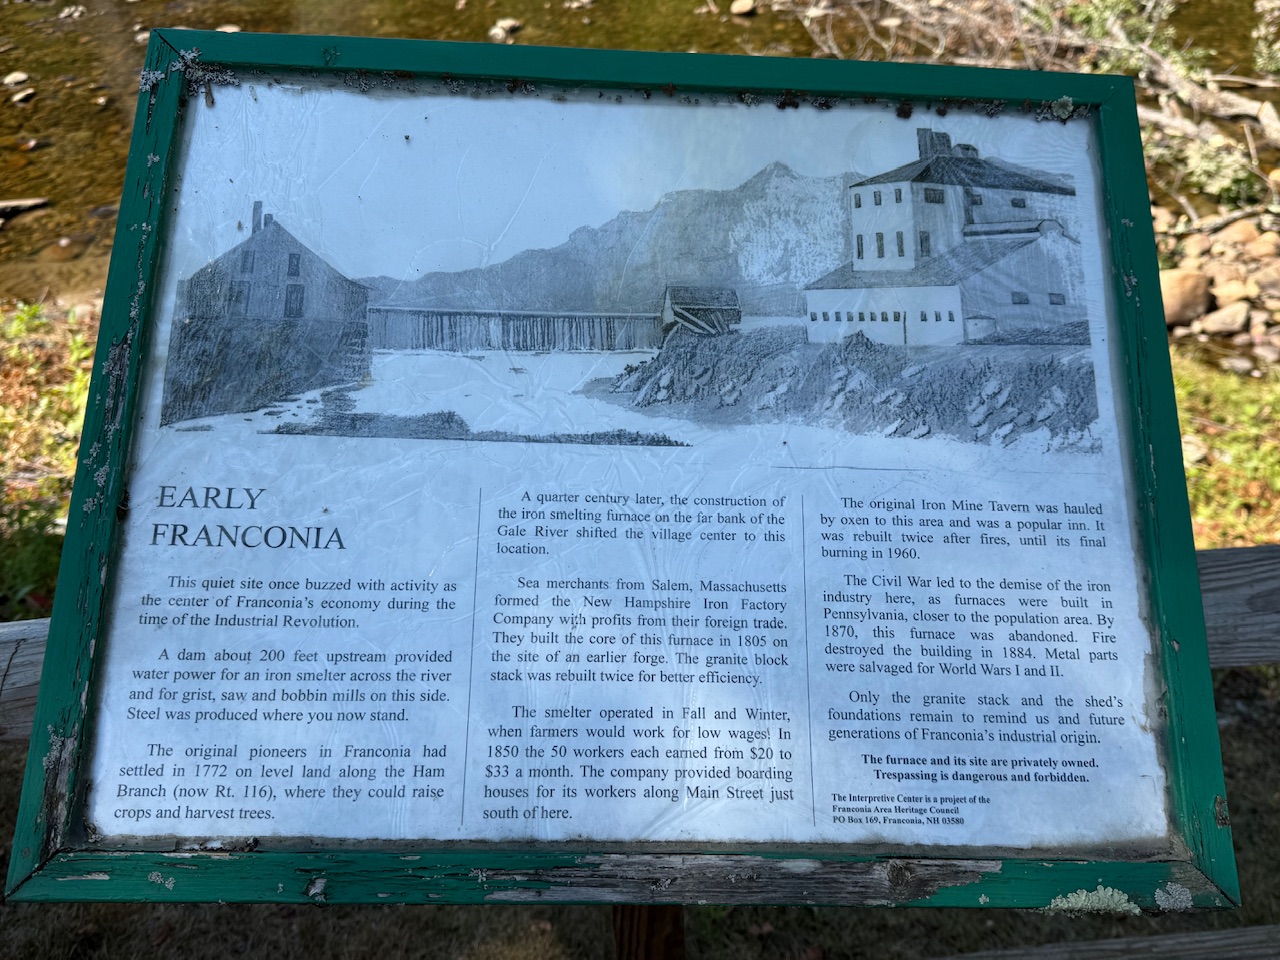 EARLY
FRANCONIA
This quiet site once buzzed with activity as
the center of Franconia's economy during the
time of the Industrial Revolution.
A dam about 200 feet upstream provided
water power for an iron smelter across the river
and for grist, saw and bobbin mills on this side.
Steel was produced where you now stand.
The original pioneers in Franconia had
settled in 1772 on level land along the Ham
Branch (now Rt. 116), where they could raise
crops and harvest trees.
A quarter century later, the construction of
the iron smelting furnace on the far bank of the
Gale River shifted the village center to this
location.
Sea merchants from Salem, Massachusetts
formed the New Hampshire Iron Factory
Company with profits from their foreign trade.
They built the core of this furnace in 1805 on
the site of an earlier forge. The granite block
stack was rebuilt twice for better efficiency.
The smelter operated in Fall and Winter,
when farmers would work for low wages! In
1850 the 50 workers each earned from $20 to
$33 a month. The company provided boarding
houses for its workers along Main Street just
south of here.
The original Iron Mine Tavern was hauled
by oxen to this area and was a popular inn. It
was rebuilt twice after fires, until its final
burning in 1960.
The Civil War led to the demise of the iron
industry here, as furnaces were built in
Pennsylvania, closer to the population area. By
1870, this furnace was abandoned. Fire
destroyed the building in 1884. Metal parts
were salvaged for World Wars I and II.
Only the granite stack and the shed's
foundations remain to remind us and future
generations of Franconia's industrial origin.
The furnace and its site are privately owned.
Trespassing is dangerous and forbidden.
The Interpretive Center is a project of the
Franconia Area Heritage Council
PO Box 169, Franconia, NH 03580